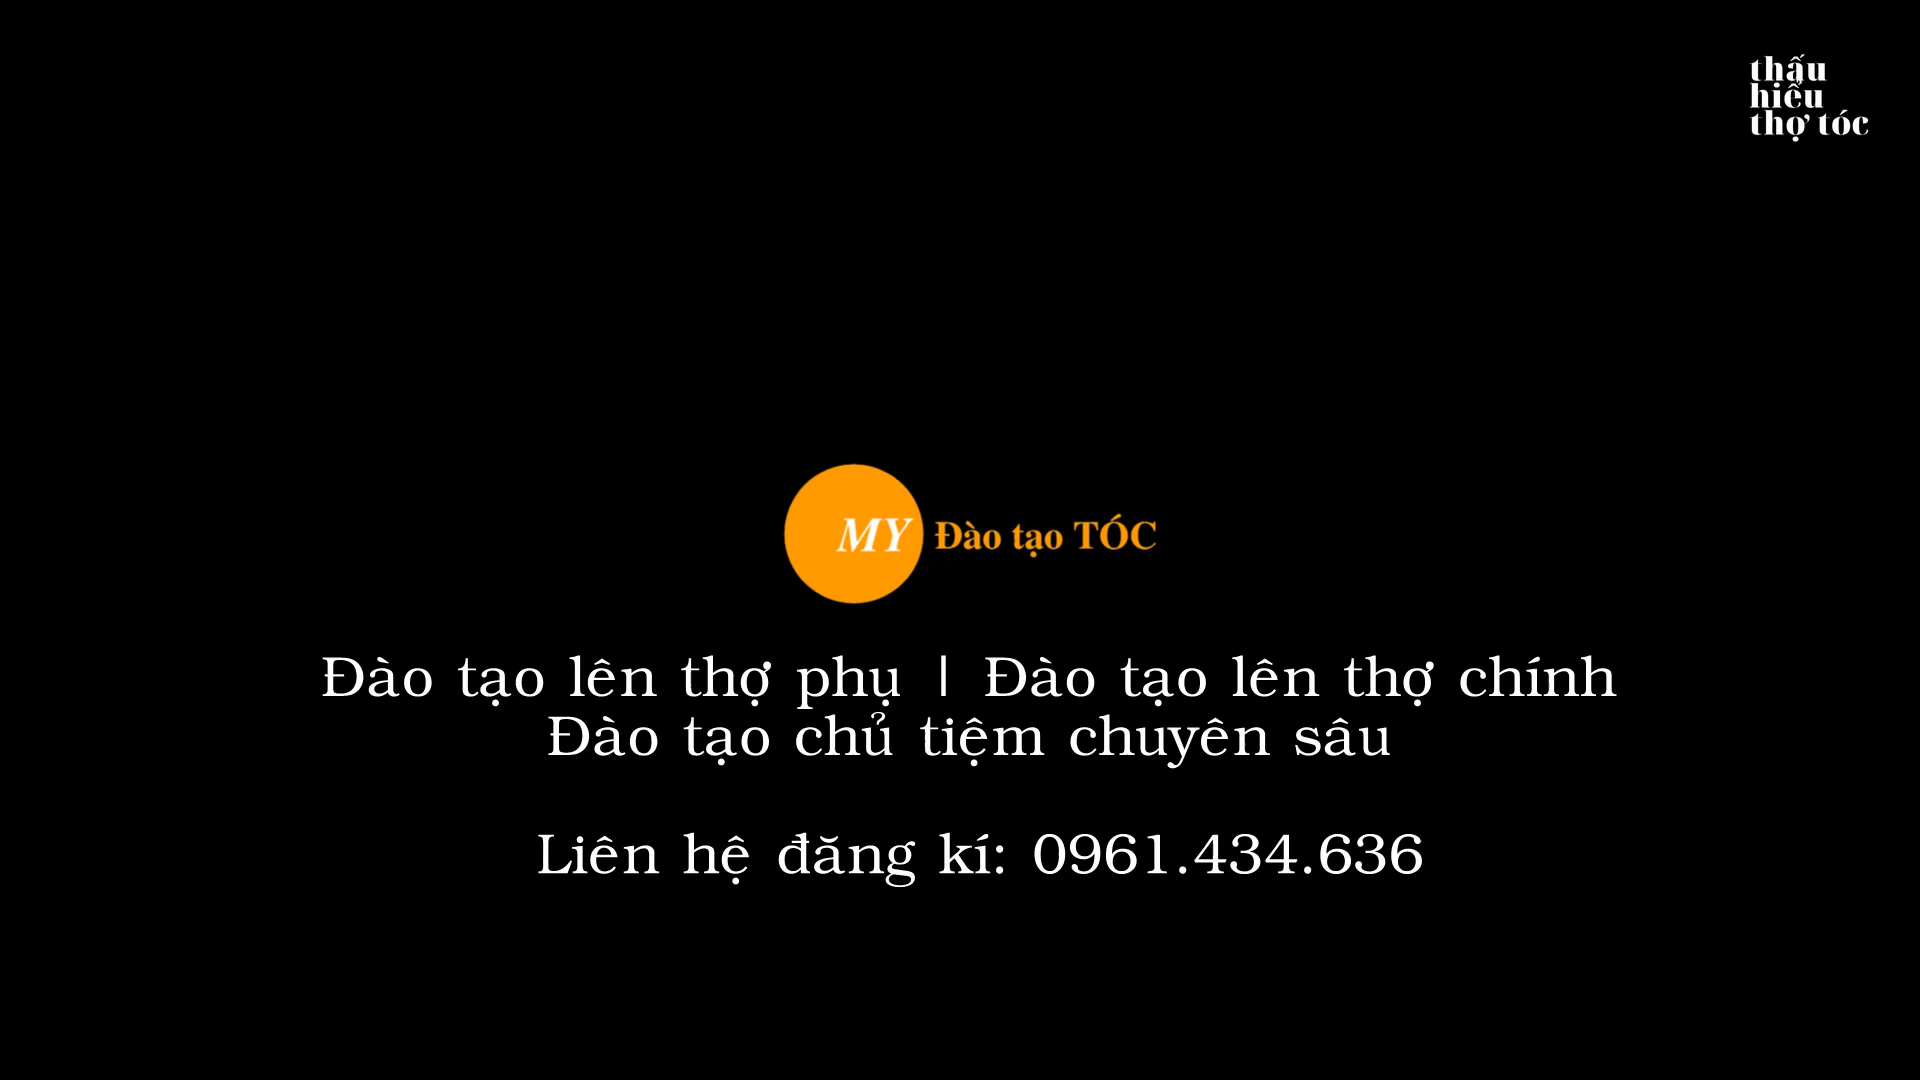 thấu
hiểu
thợ tóc
MY Đào tạo TÓC
Đào tạo lên thợ phụ | Đào tạo lên thợ chính
Đào tạo chủ tiệm chuyên sâu
Liên hệ đăng kí: 0961.434.636